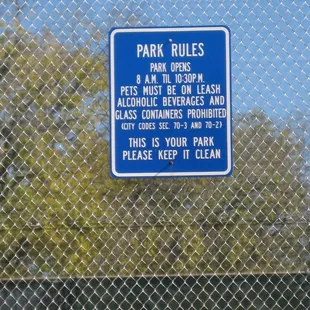 PARK RULES
PARK OPENS
8 A.M. TIL 10:30P.M.
PETS MUST BE ON LEASH
ALCOHOLIC BEVERAGES AND
GLASS CONTAINERS PROHIBITED
(CITY CODES SEC. 70-3 AND 70-2)
THIS IS YOUR PARK
PLEASE KEEP IT CLEAN